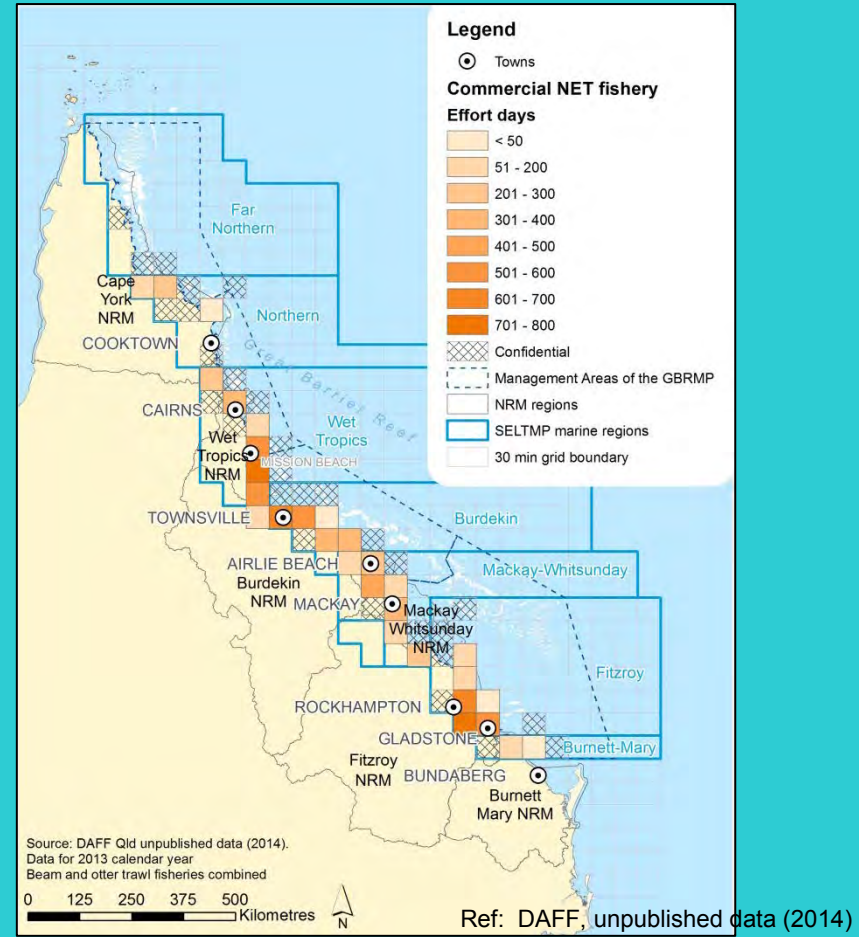 Legend
Towns
Commercial NET fishery
Effort days
< 50
51 - 200
201 - 300
301 - 400
401 - 500
501 - 600
601 - 700
701 - 800
Confidential
Management Areas of the GBRMP
NRM regions
SELTMP marine regions
30 min grid boundary
Far
Northern
Cape
York
NRM
Northern
COOKTOWN
Great Barrier Reef
CAIRNS
Wet
Tropics
Wet
Tropics
NRM
MISSION BEACH
TOWNSVILLE
Burdekin
AIRLIE BEACH
Mackay-Whitsunday
Burdekin
NRM
MACKAY
Mackay
Whitsunday
NRM
Fitzroy
ROCKHAMPTON
GLADSTONE
Burnett-Mary
Fitzroy
NRM
BUNDABERG
Burnett
Mary NRM
Source: DAFF Qld unpublished data (2014).
Data for 2013 calendar year
Beam and otter trawl fisheries combined
0 125 250 375 500
Kilometres
N
Ref: DAFF, unpublished data (2014)